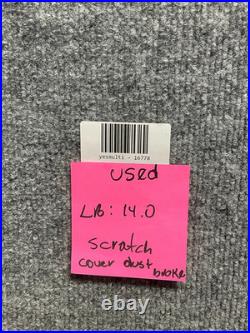 yesmulti - 16778
used
LB: 14.0
scratch
cover dust broke